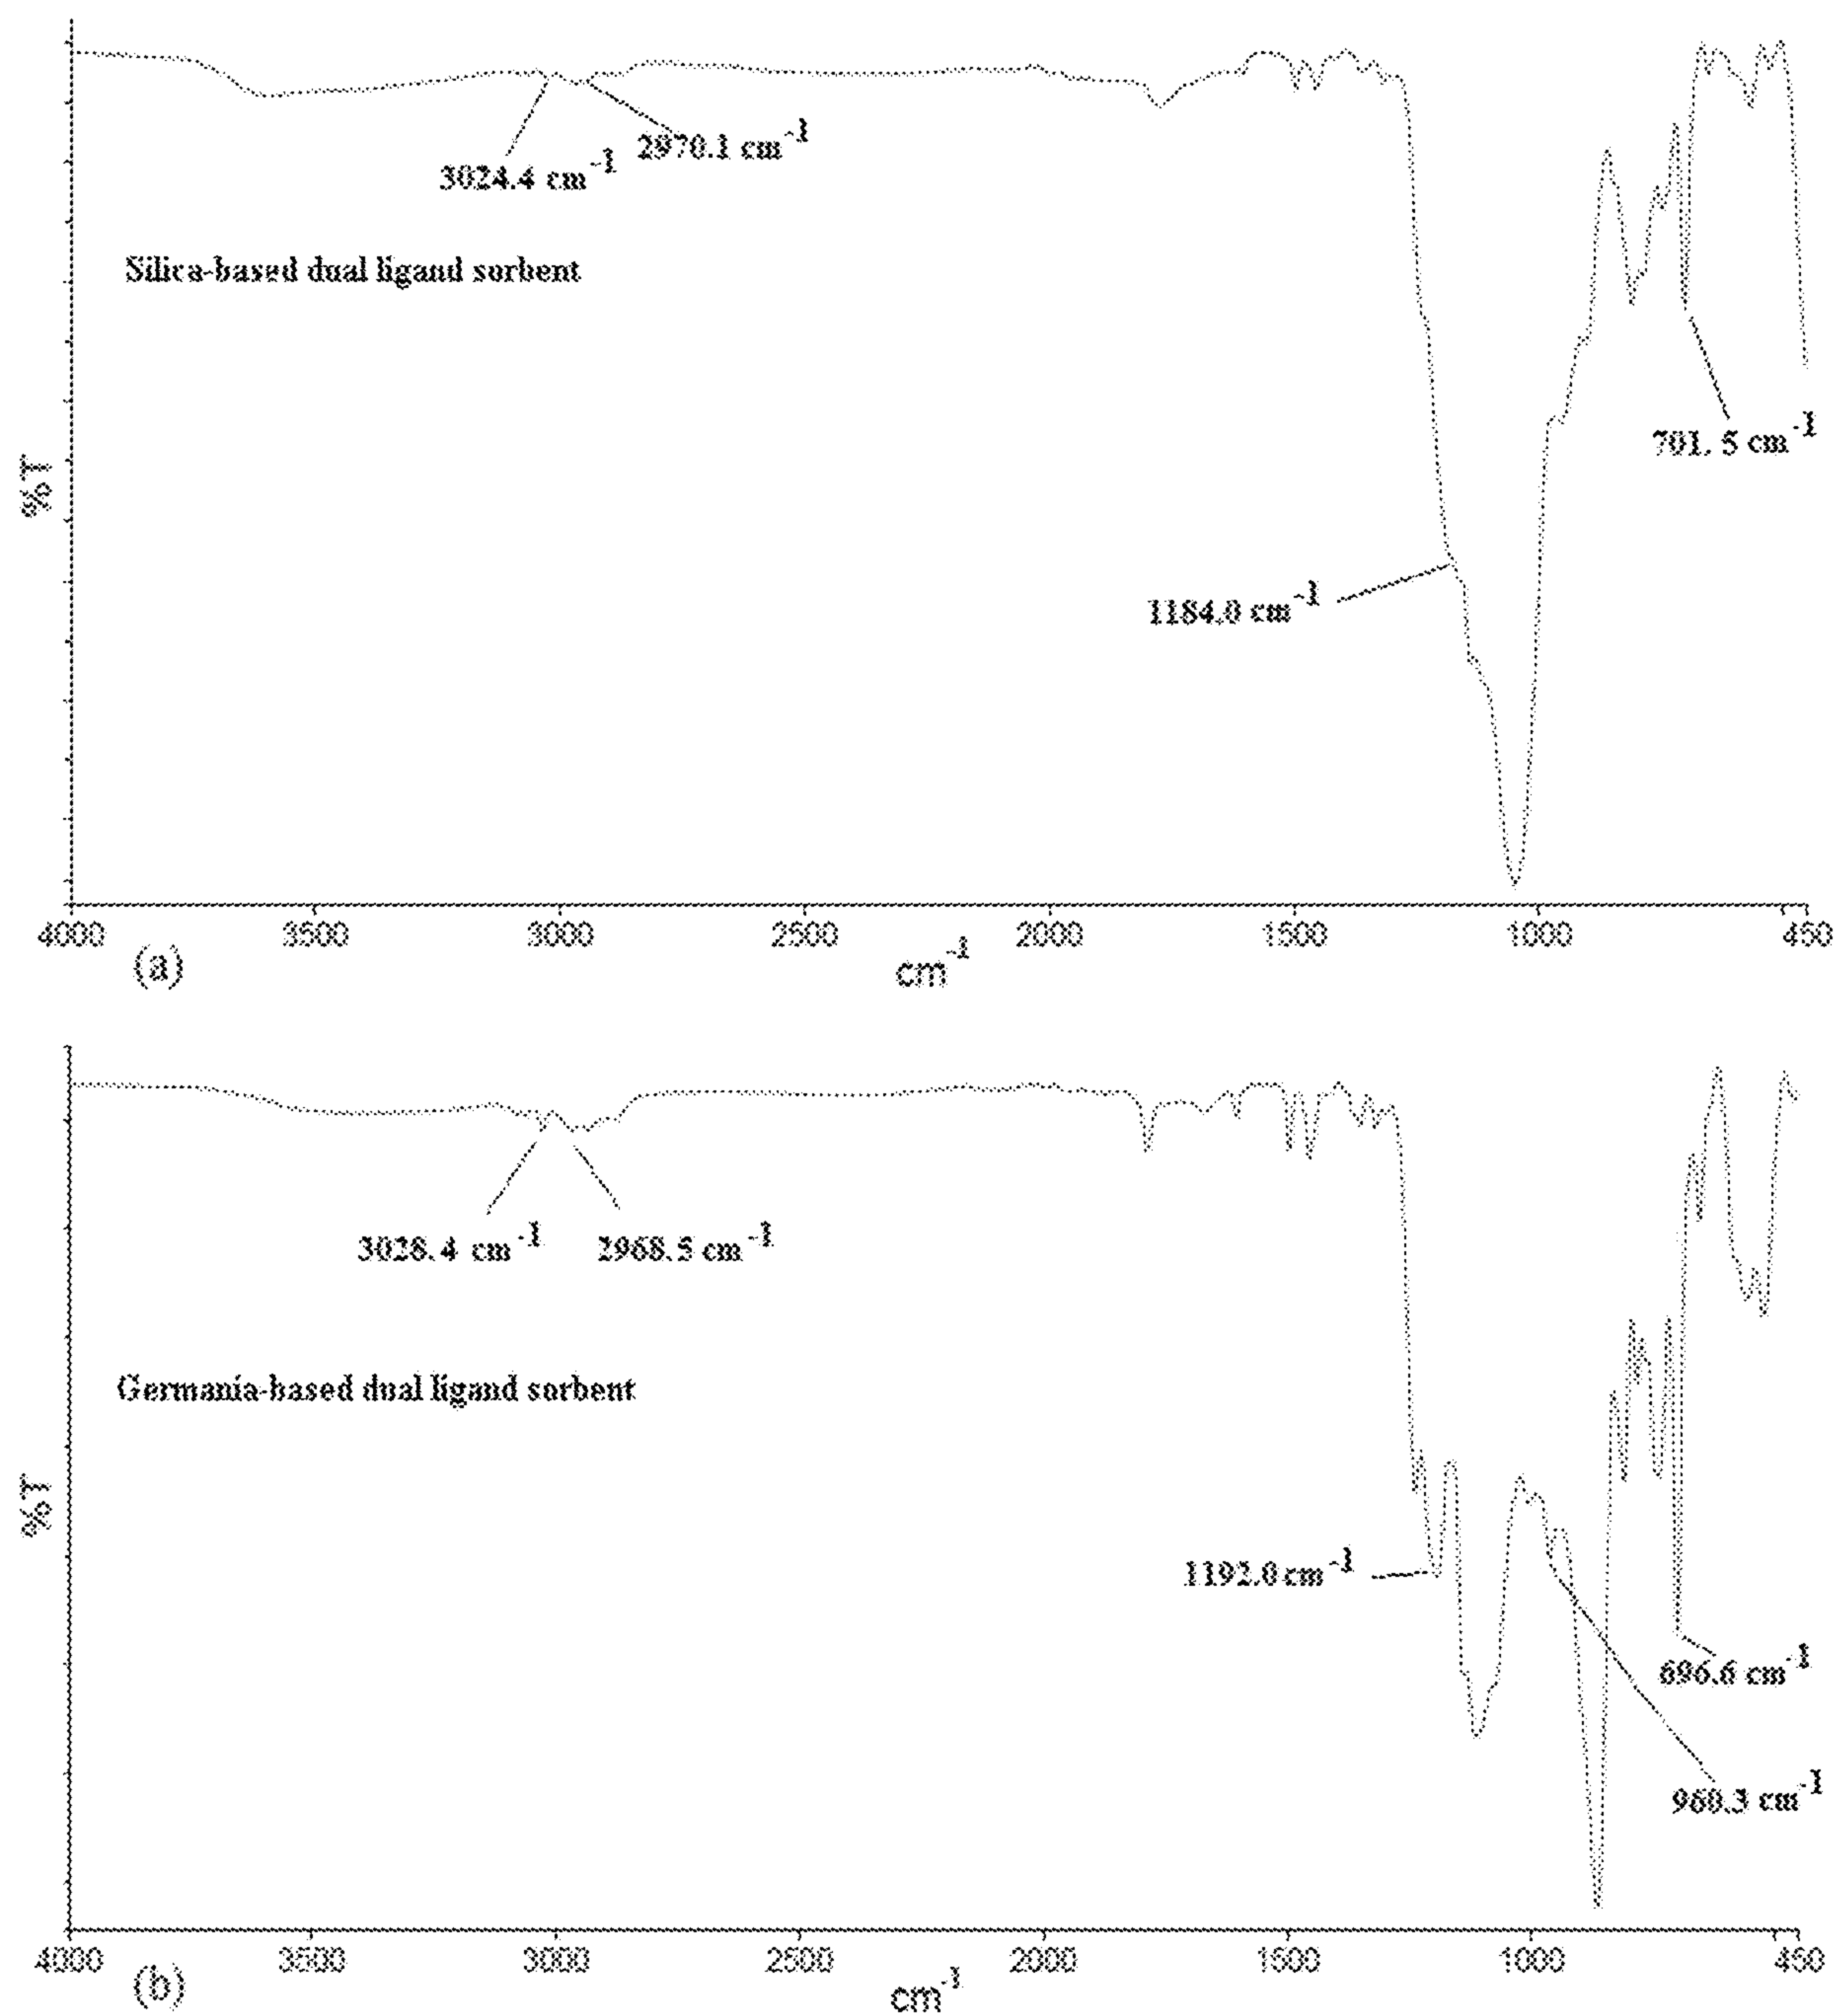 2970.1 cm-1
3024.4 cm-1
Silica-based dual ligand sorbent
701. 5 cm-1
%T
1184.0 cm-1
4000 3500 3000 2500 2000 1500 1000 450
(a)
cm-1
3028.4 cm-1 2968.5 cm-1
Germania-based dual ligand sorbent
%T
1192.0 cm-1
696.6 cm-1
960.3 cm-1
4000 3500 3000 2500 2000 1500 1000 450
(b)
cm-1